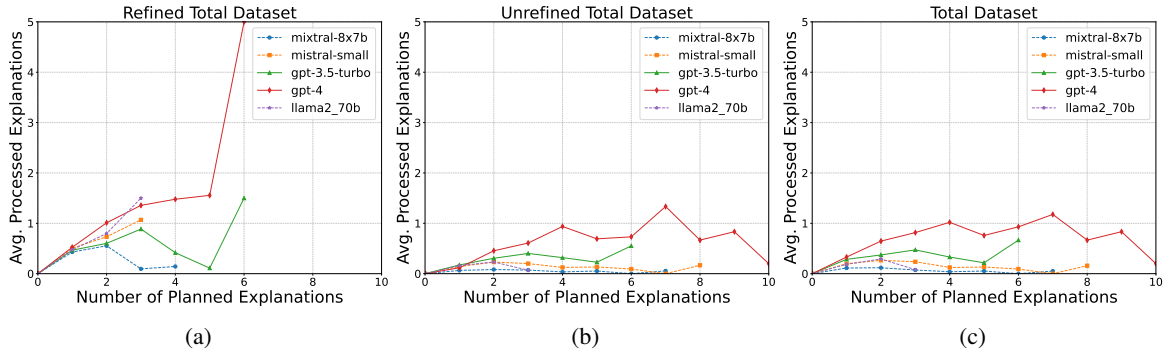 Refined Total Dataset
Avg. Processed Explanations
5
4
3
2
1
0
mixtral-8x7b
mistral-small
gpt-3.5-turbo
gpt-4
llama2_70b
0 2 4 6 8 10
Number of Planned Explanations
(a)
Unrefined Total Dataset
Avg. Processed Explanations
5
4
3
2
1
0
mixtral-8x7b
mistral-small
gpt-3.5-turbo
gpt-4
llama2_70b
0 2 4 6 8 10
Number of Planned Explanations
(b)
Total Dataset
Avg. Processed Explanations
5
4
3
2
1
0
mixtral-8x7b
mistral-small
gpt-3.5-turbo
gpt-4
llama2_70b
0 2 4 6 8 10
Number of Planned Explanations
(c)